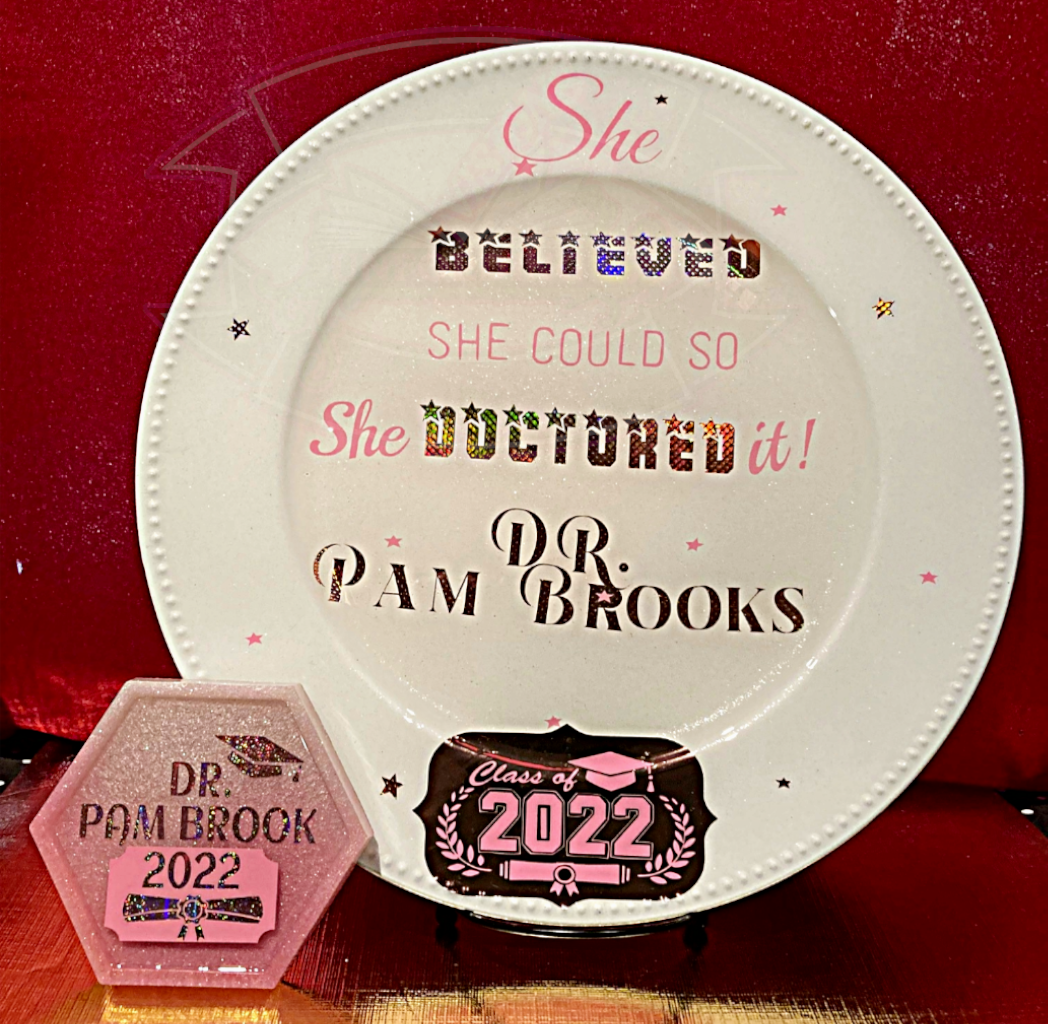 She
BELIEVED
SHE COULD SO
She DOCTORED it!
DR.
PAM BROOKS
Class of
2022
DR.
PAM BROOK
2022